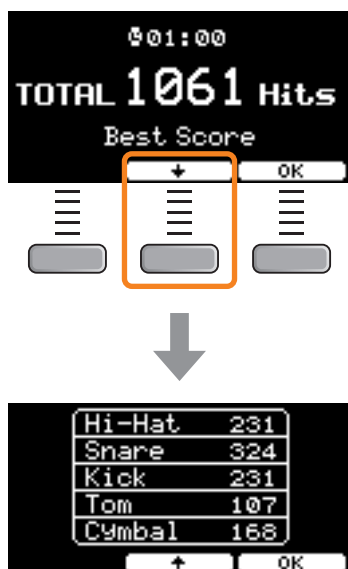 01:00
TOTAL 1061 Hits
Best Score
↓ OK
Hi-Hat 231
Snare 324
Kick 231
Tom 107
Cymbal 168
↑ OK